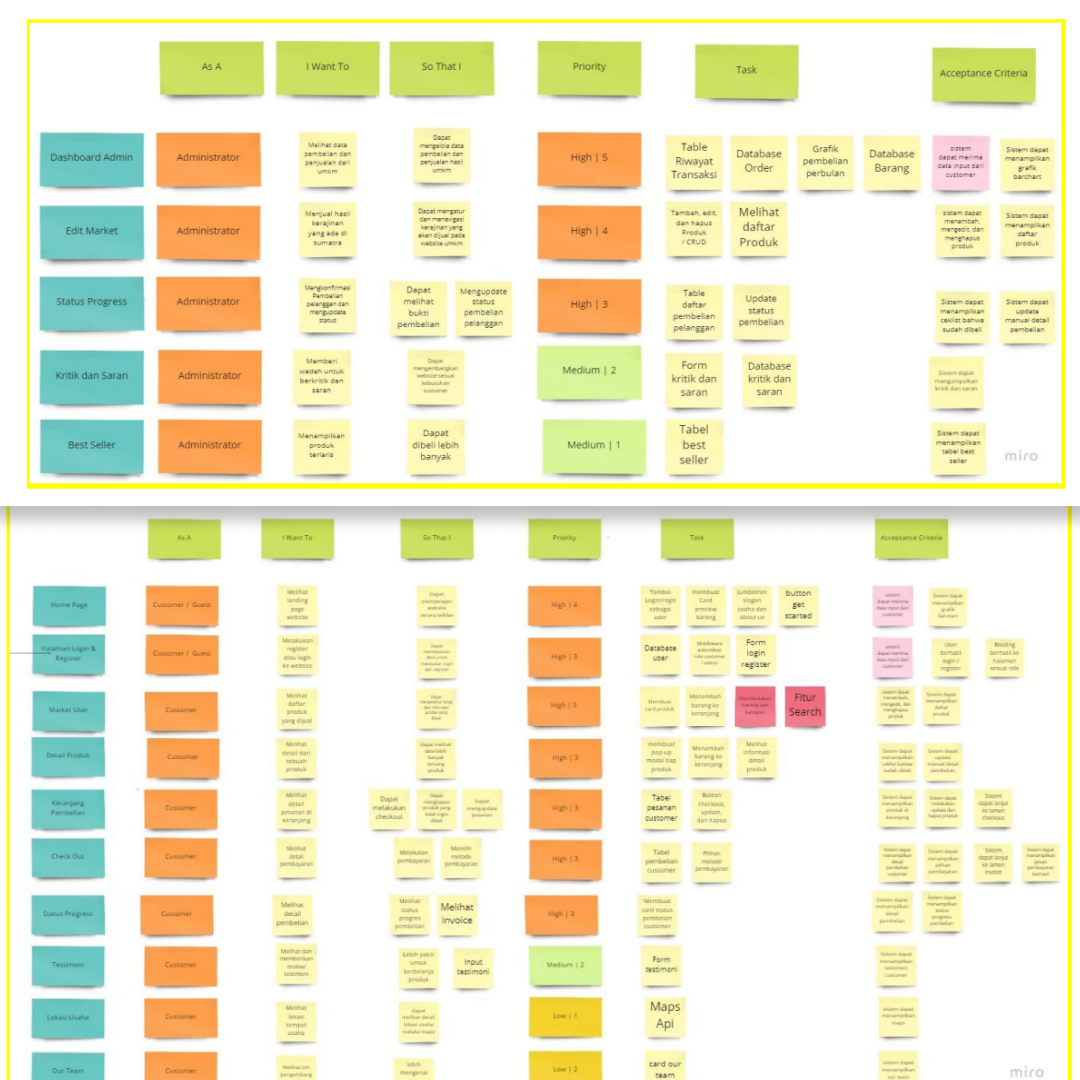 As A
I Want To
So That I
Priority
Task
Acceptance Criteria
Dashboard Admin
Administrator
Melihat data
pembelian dan
penjualan dari
umkm
Dapat
mengelola data
pembelian dan
penjualan hasil
umkm
High | 5
Table
Riwayat
Transaksi
Database
Order
Grafik
pembelian
perbulan
Database
Barang
sistem
dapat merima
data input dari
customer
Sistem dapat
menampilkan
grafik
barchart
Edit Market
Administrator
Menjual hasil
kerajinan
yang ada di
sumatra
Dapat mengatur
dan menavigasi
kerajinan yang
akan dijual pada
website umkm
High | 4
Tambah, edit,
dan hapus
Produk
/ CRUD
Melihat
daftar
Produk
sistem dapat
menambah,
mengedit, dan
menghapus
produk
Sistem dapat
menampilkan
daftar
produk
Status Progress
Administrator
Mengkonfirmasi
Pembelian
pelanggan dan
mengupdate
status
Dapat
melihat
bukti
pembelian
Mengupdate
status
pembelian
pelanggan
High | 3
Table
daftar
pembelian
pelanggan
Update
status
pembelian
Sistem dapat
menampilkan
ceklist bahwa
sudah dibeli
Sistem dapat
update
manual detail
pembelian
Kritik dan Saran
Administrator
Memberi
wadah untuk
berkritik dan
saran
Dapat
mengembangkan
website sesuai
kebutuhan
customer
Medium | 2
Form
kritik dan
saran
Database
kritik dan
saran
Sistem dapat
mengumpulkan
kritik dan saran
Best Seller
Administrator
Menampilkan
produk
terlaris
Dapat
dibeli lebih
banyak
Medium | 1
Tabel
best
seller
Sistem dapat
menampilkan
tabel best
seller
miro
As A
I Want To
So That I
Priority
Task
Acceptance Criteria
Home Page
Customer / Guest
Melihat
landing
page
website
Dapat
mempelajari
website
secara sekilas
High | 4
Tombol
Login/regis
sebagai
user
membuat
Card
preview
barang
Jumbotron
slogan
usaha dan
about us
button
get
started
sistem
dapat merima
data input dari
customer
Sistem dapat
menampilkan
grafik
barchart
Halaman Login &
Register
Customer / Guest
Melakukan
register
atau login
ke website
Dapat
melakukan login
dan register
High | 3
Database
user
Middleware
autentikasi
role customer
/ admin
Form
login
register
sistem
dapat merima
data input dari
customer
User
berhasil
login /
register
Routing
berhasil ke
halaman
sesuai role
Market User
Customer
Melihat
daftar
produk
yang dijual
Dapat
dijual
High | 5
Membuat
card produk
Menambah
barang ke
keranjang
Fitur
Search
sistem dapat
menambah,
mengedit, dan
menghapus
produk
Sistem dapat
menampilkan
daftar
produk
Detail Produk
Customer
Melihat
detail dari
sebuah
produk
Dapat melihat
data lebih
banyak
tentang
produk
High | 3
membuat
pop up
modal tiap
produk
Menambah
barang ke
keranjang
Melihat
informasi
detail
produk
Sistem dapat
menampilkan
ceklist bahwa
sudah dibeli
Sistem dapat
update
manual detail
pembelian
Keranjang
Pembelian
Customer
Melihat
detail
pesanan di
keranjang
Dapat
melakukan
checkout
Dapat
menghapus
produk yang
tidak ingin
dibeli
Dapat
mengupdate
pesanan
High | 3
Tabel
pesanan
customer
Button
checkout,
update,
dan hapus
Sistem dapat
menampilkan
produk di
keranjang
Sistem dapat
melakukan
update dan
hapus produk
Sistem
dapat lanjut
ke laman
checkout
Check Out
Customer
Melihat
detail
pembayaran
Melakukan
pembayaran
Memilih
metode
pembayaran
High | 3
Tabel
pembelian
customer
Pilihan
metode
pembayaran
Sistem dapat
menampilkan
detail
pembelian
customer
Sistem dapat
menampilkan
pilihan
pembayaran
Sistem
dapat lanjut
ke laman
invoice
Sistem dapat
menampilkan
pesan
pembayaran
berhasil
Status Progress
Customer
Melihat
detail
pembelian
Melihat
status
progres
pembelian
Melihat
invoice
High | 3
Membuat
card status
pembelian
customer
Sistem dapat
menampilkan
detail
pembelian
Sistem dapat
menampilkan
status
progress
pembelian
Testimoni
Customer
Melihat dan
memberikan
review/
testimoni
Lebih yakin
untuk
berbelanja
produk
Input
testimoni
Medium | 2
Form
testimoni
Sistem dapat
menampilkan
testimoni
customer
Lokasi Usaha
Customer
Melihat
lokasi
tempat
usaha
dapat
melihat detail
lokasi usaha
melalui maps
Low | 1
Maps
Api
sistem dapat
menampilkan
maps
Our Team
Customer
Melihat tim
pengembang
lebih
mengenal
Low | 2
card our
team
sistem dapat
menampilkan
our team
miro